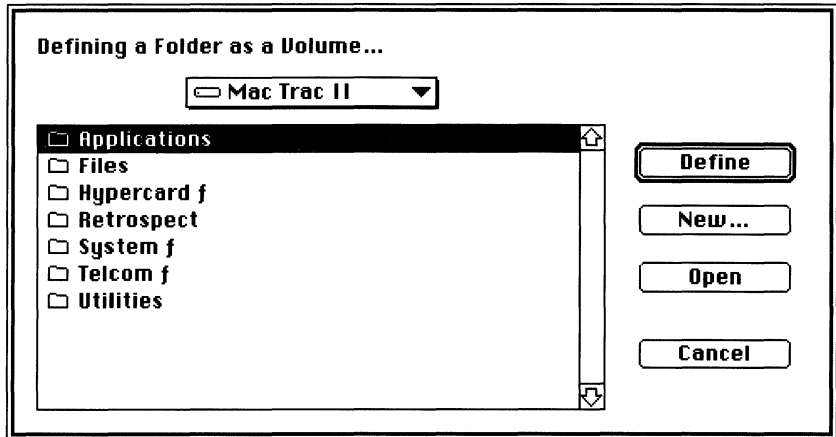 Defining a Folder as a Volume...
Mac Trac II
Applications
Files
Hypercard ƒ
Retrospect
System ƒ
Telcom ƒ
Utilities
Define
New...
Open
Cancel